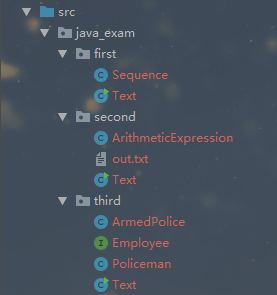 src
java_exam
first
Sequence
Text
second
ArithmeticExpression
out.txt
Text
third
ArmedPolice
Employee
Policeman
Text